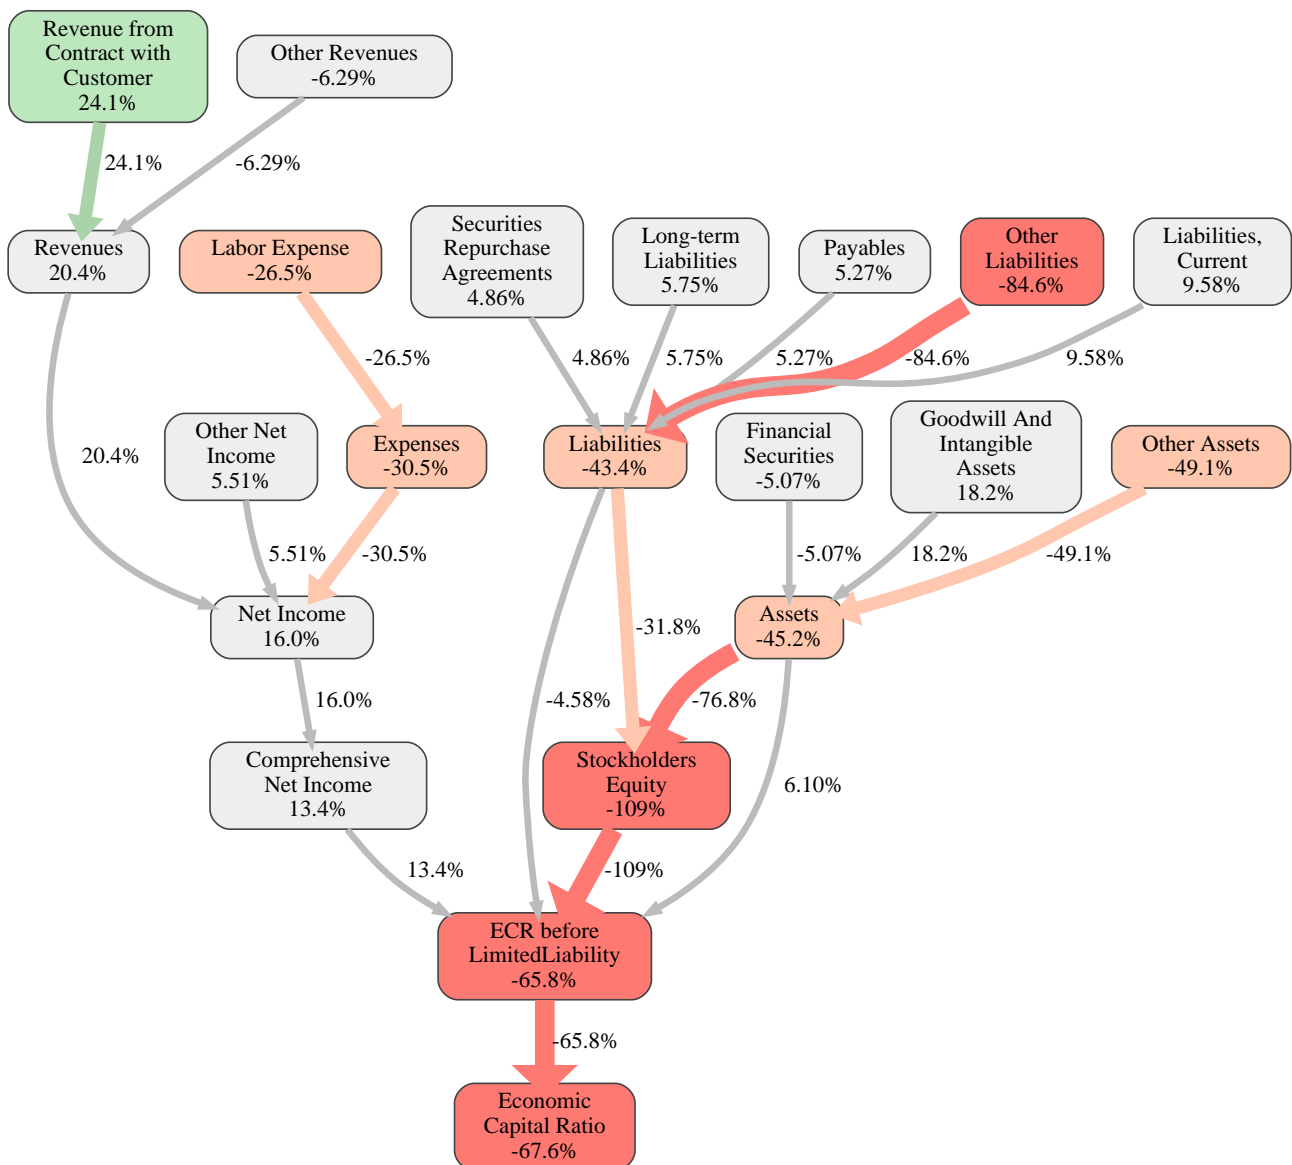 Revenue from
Contract with
Customer
24.1%
Other Revenues
-6.29%
24.1%
-6.29%
Revenues
20.4%
Labor Expense
-26.5%
Securities
Repurchase
Agreements
4.86%
Long-term
Liabilities
5.75%
Payables
5.27%
Other
Liabilities
-84.6%
Liabilities,
Current
9.58%
-26.5%
4.86%
5.75%
5.27%
-84.6%
9.58%
20.4%
Other Net
Income
5.51%
Expenses
-30.5%
Liabilities
-43.4%
Financial
Securities
-5.07%
Goodwill And
Intangible
Assets
18.2%
Other Assets
-49.1%
5.51%
-30.5%
-5.07%
18.2%
-49.1%
Net Income
16.0%
-31.8%
Assets
-45.2%
16.0%
-4.58%
-76.8%
Comprehensive
Net Income
13.4%
Stockholders
Equity
-109%
6.10%
13.4%
-109%
ECR before
LimitedLiability
-65.8%
-65.8%
Economic
Capital Ratio
-67.6%